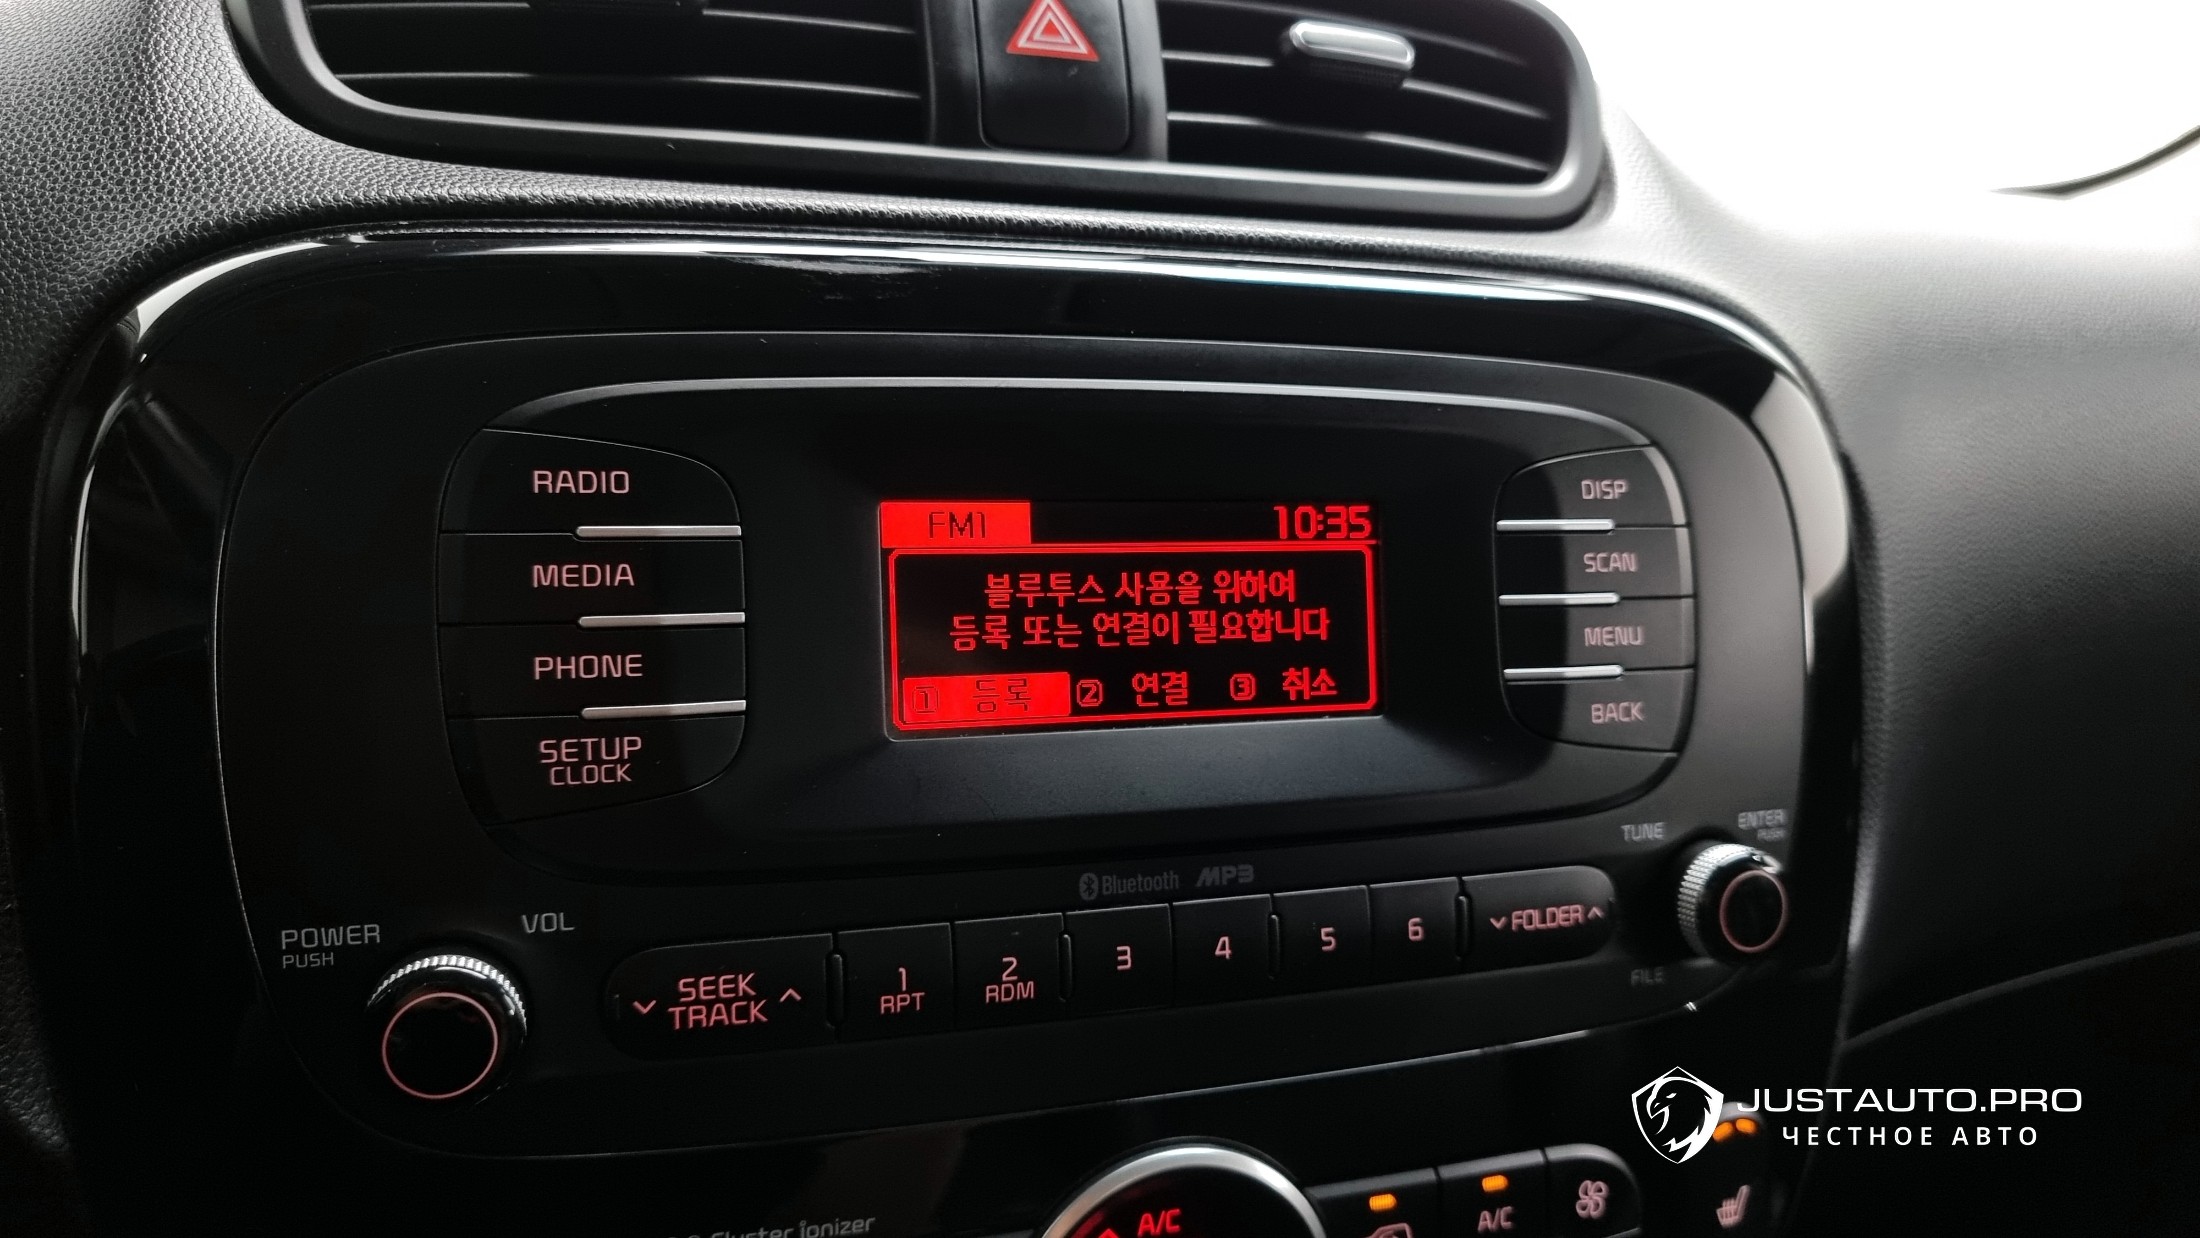 RADIO
MEDIA
PHONE
SETUP
CLOCK
FM1 10:35
블루투스 사용을 위하여
등록 또는 연결이 필요합니다
1 등록 2 연결 3 취소
DISP
SCAN
MENU
BACK
TUNE
ENTER
PUSH
FILE
Bluetooth MP3
POWER
PUSH
VOL
SEEK
TRACK
1
RPT
2
RDM
3
4
5
6
FOLDER
Cluster ionizer
A/C
A/C
JUSTAUTO.PRO
ЧЕСТНОЕ АВТО